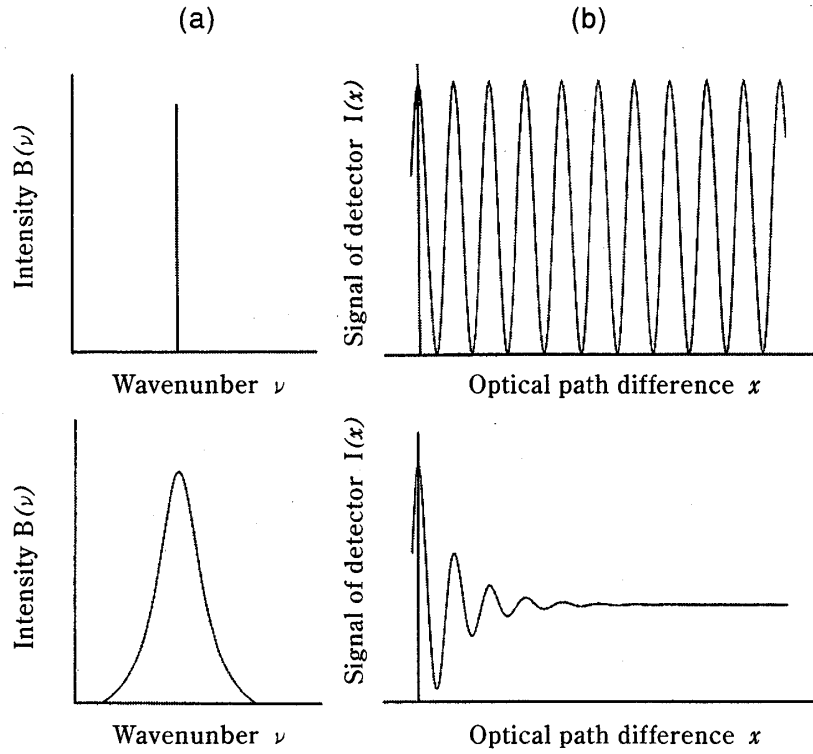 (a)
(b)
Intensity B(ν)
Wavenunber ν
Signal of detector I(x)
Optical path difference x
Intensity B(ν)
Wavenunber ν
Signal of detector I(x)
Optical path difference x